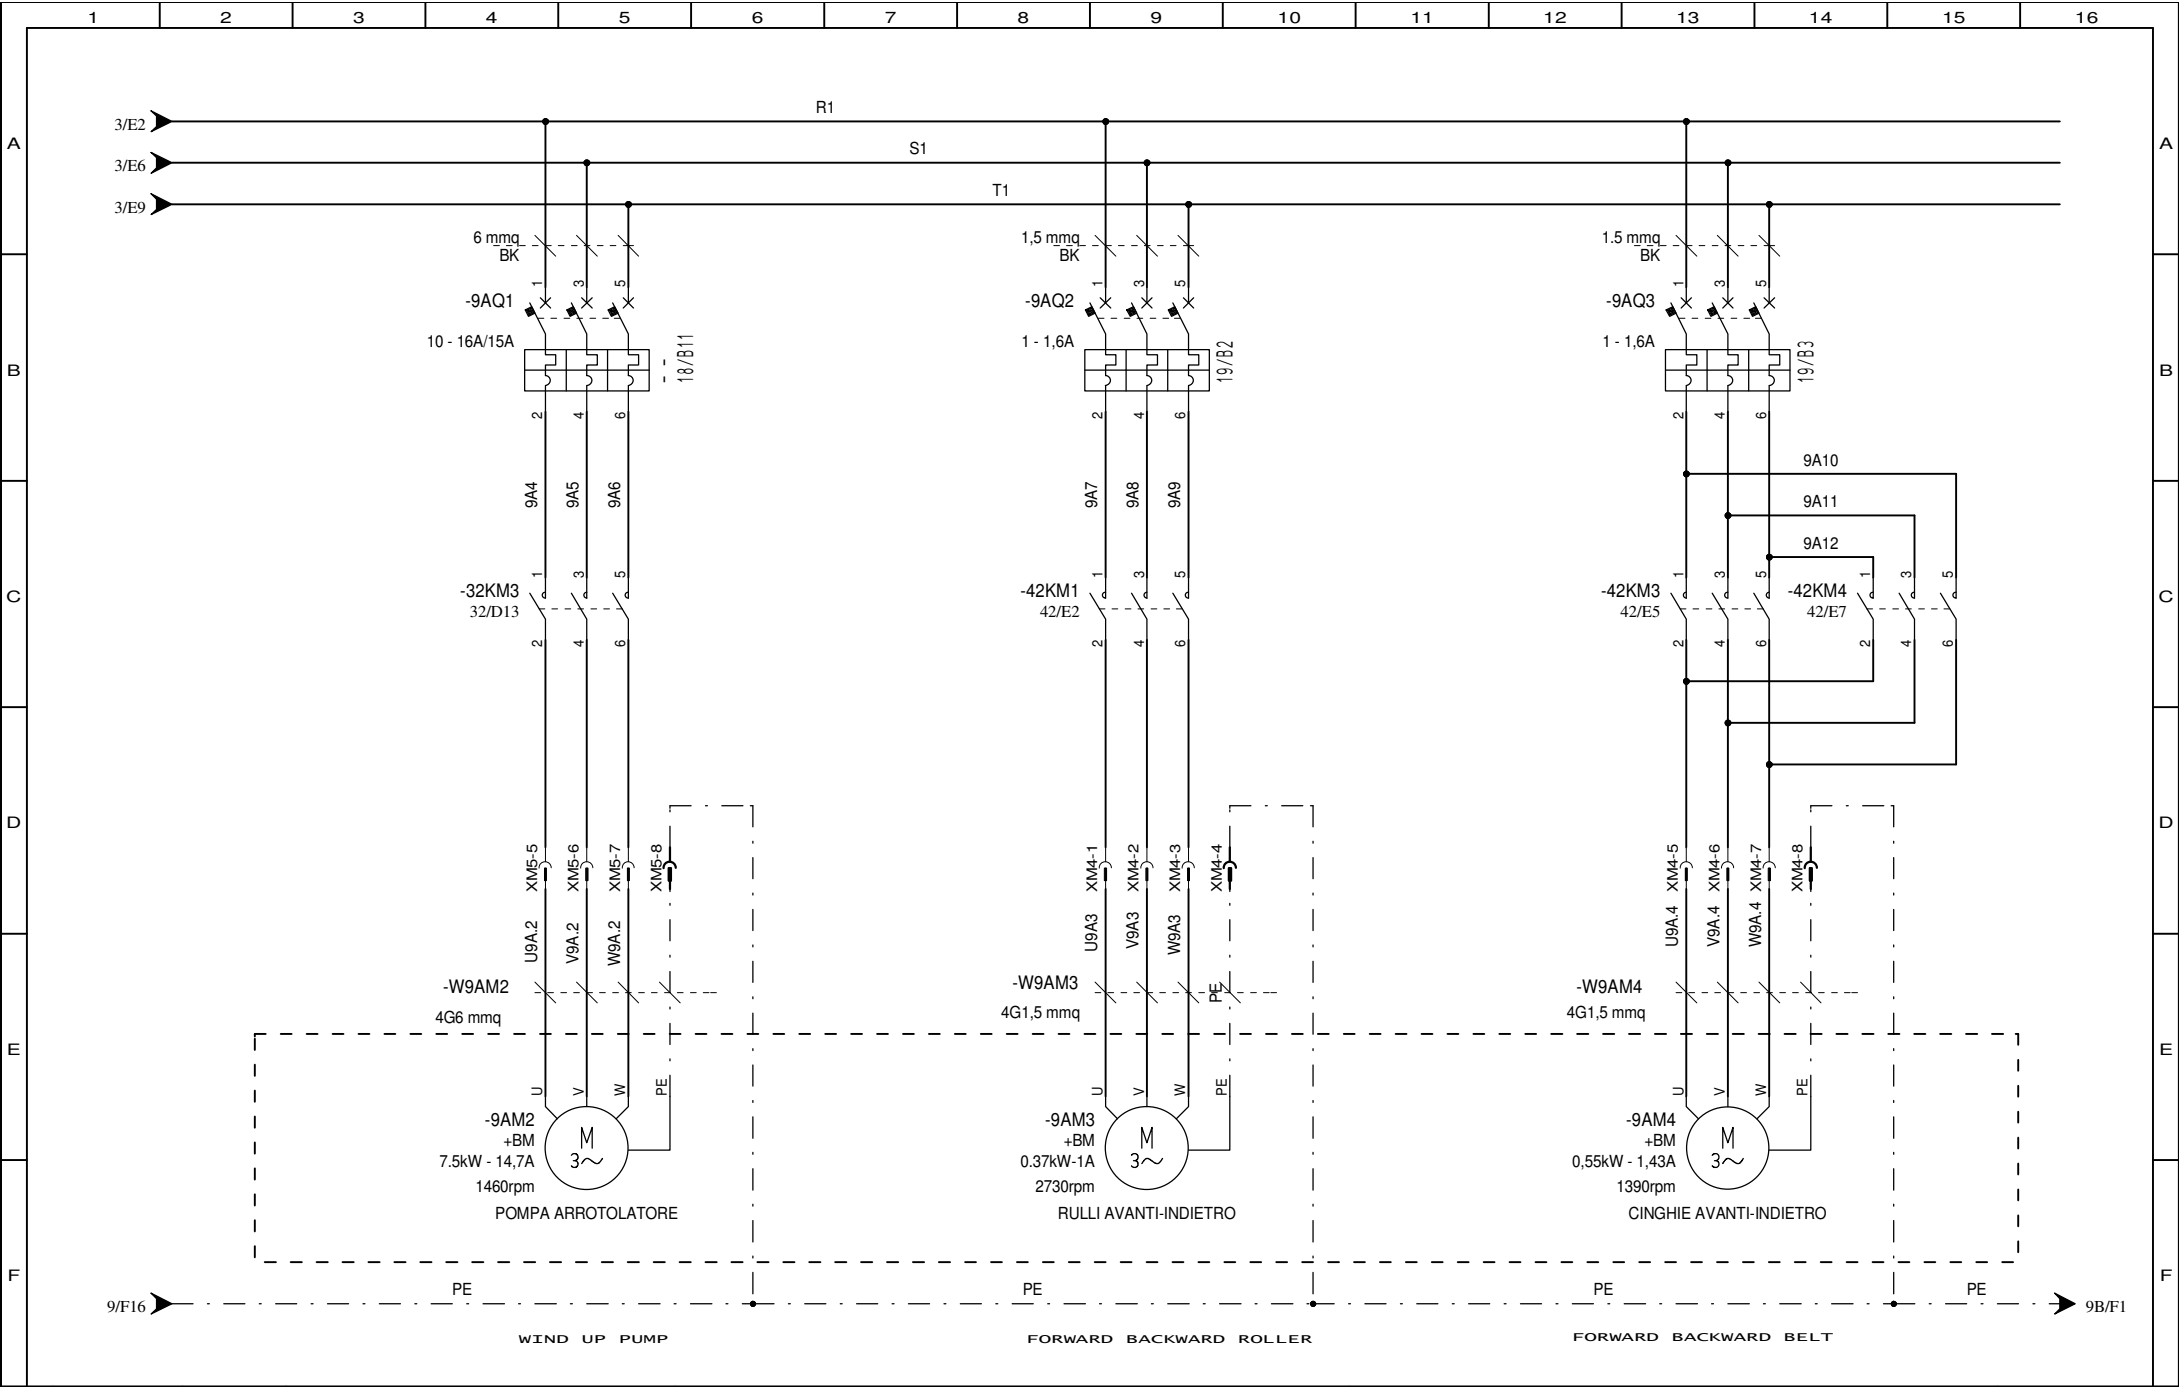 1 2 3 4 5 6 7 8 9 10 11 12 13 14 15 16
R1
3/E2
A A
S1
3/E6
T1
3/E9
6 mmq 1,5 mmq 1.5 mmq
BK BK BK
1 3 5 1 3 5 1 3 5
-9AQ1 -9AQ2 -9AQ3
10 - 16A/15A 1 - 1,6A 1 - 1,6A
18/B11 19/B2 19/B3
B B
2 4 6 2 4 6 2 4 6
9A10
9A4 9A5 9A6 9A7 9A8 9A9
9A11
9A12
1 3 5 1 3 5 1 3 5 1 3 5
-32KM3 -42KM1 -42KM3 -42KM4
C C
32/D13 42/E2 42/E5 42/E7
2 4 6 2 4 6 2 4 6 2 4 6
D D
XM5-5 XM5-6 XM5-7 XM5-8 XM4-1 XM4-2 XM4-3 XM4-4 XM4-5 XM4-6 XM4-7 XM4-8
U9A.2 V9A.2 W9A.2 U9A3 V9A3 W9A3 U9A.4 V9A.4 W9A.4
-W9AM2 -W9AM3 PE -W9AM4
4G6 mmq 4G1,5 mmq 4G1,5 mmq
E E
U V W PE U V W PE U V W PE
-9AM2 -9AM3 -9AM4
+BM M +BM M +BM M
7.5kW - 14,7A 3~ 0.37kW-1A 3~ 0,55kW - 1,43A 3~
1460rpm 2730rpm 1390rpm
POMPA ARROTOLATORE RULLI AVANTI-INDIETRO CINGHIE AVANTI-INDIETRO
F F
PE PE PE PE
9/F16 9B/F1
WIND UP PUMP FORWARD BACKWARD ROLLER FORWARD BACKWARD BELT